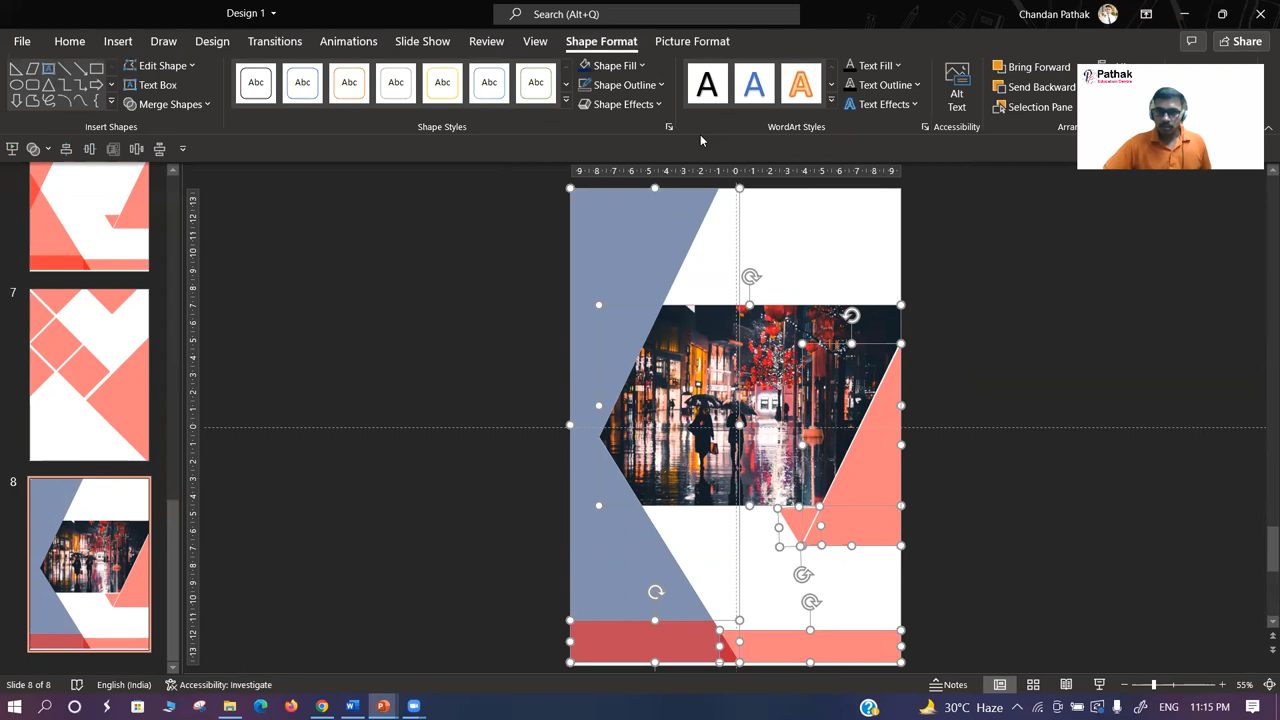 Design 1
Search (Alt+Q)
Chandan Pathak
File Home Insert Draw Design Transitions Animations Slide Show Review View Shape Format Picture Format
Share
Edit Shape
Text Box
Merge Shapes
Insert Shapes
Abc Abc Abc Abc Abc Abc Abc
Shape Fill
Shape Outline
Shape Effects
Shape Styles
A A A
Text Fill
Text Outline
Text Effects
WordArt Styles
Alt
Text
Accessibility
Bring Forward
Send Backward
Selection Pane
Pathak
7
8
Slide 8 of 8
English (India)
Accessibility: Investigate
Notes
55%
30°C Haze
ENG
11:15 PM